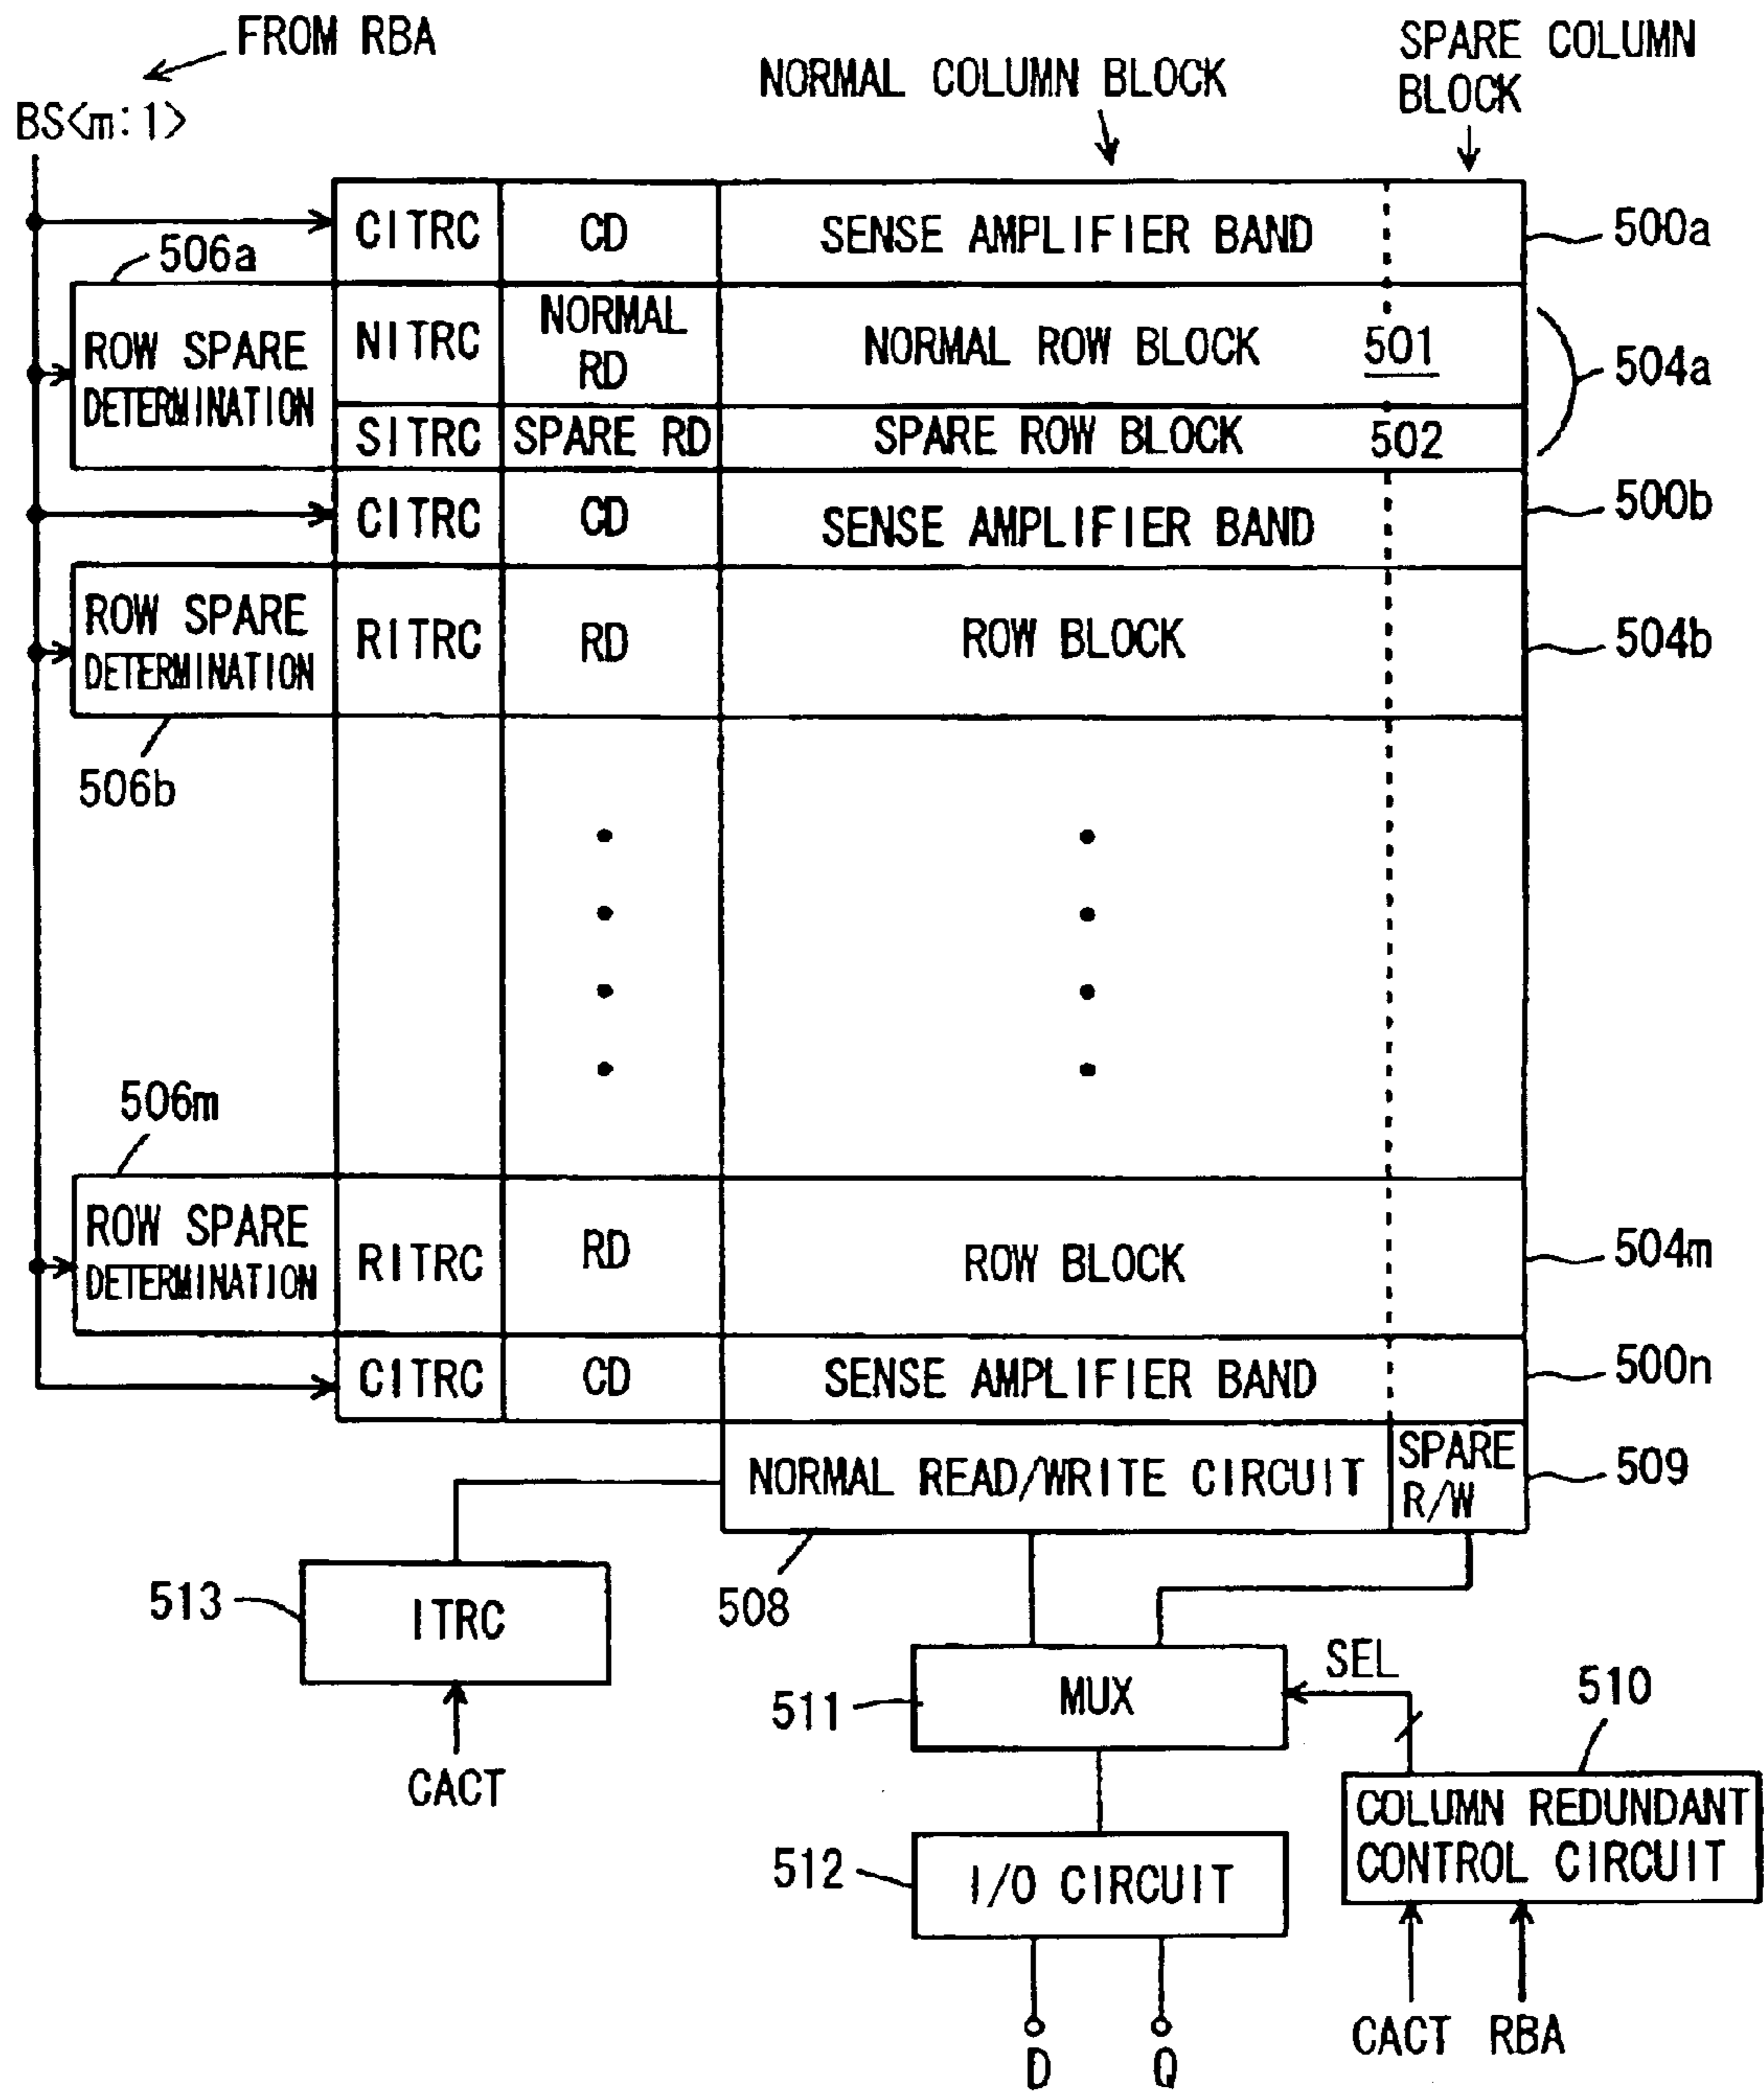 FROM RBA
BS<m:1>
NORMAL COLUMN BLOCK
SPARE COLUMN
BLOCK
CITRC
CD
SENSE AMPLIFIER BAND
500a
506a
ROW SPARE
DETERMINATION
NITRC
NORMAL
RD
NORMAL ROW BLOCK
501
504a
SITRC
SPARE RD
SPARE ROW BLOCK
502
CITRC
CD
SENSE AMPLIFIER BAND
500b
ROW SPARE
DETERMINATION
RITRC
RD
ROW BLOCK
504b
506b
506m
ROW SPARE
DETERMINATION
RITRC
RD
ROW BLOCK
504m
CITRC
CD
SENSE AMPLIFIER BAND
500n
NORMAL READ/WRITE CIRCUIT
SPARE
R/W
509
508
513
ITRC
CACT
511
MUX
SEL
510
COLUMN REDUNDANT
CONTROL CIRCUIT
512
I/O CIRCUIT
CACT
RBA
D
Q